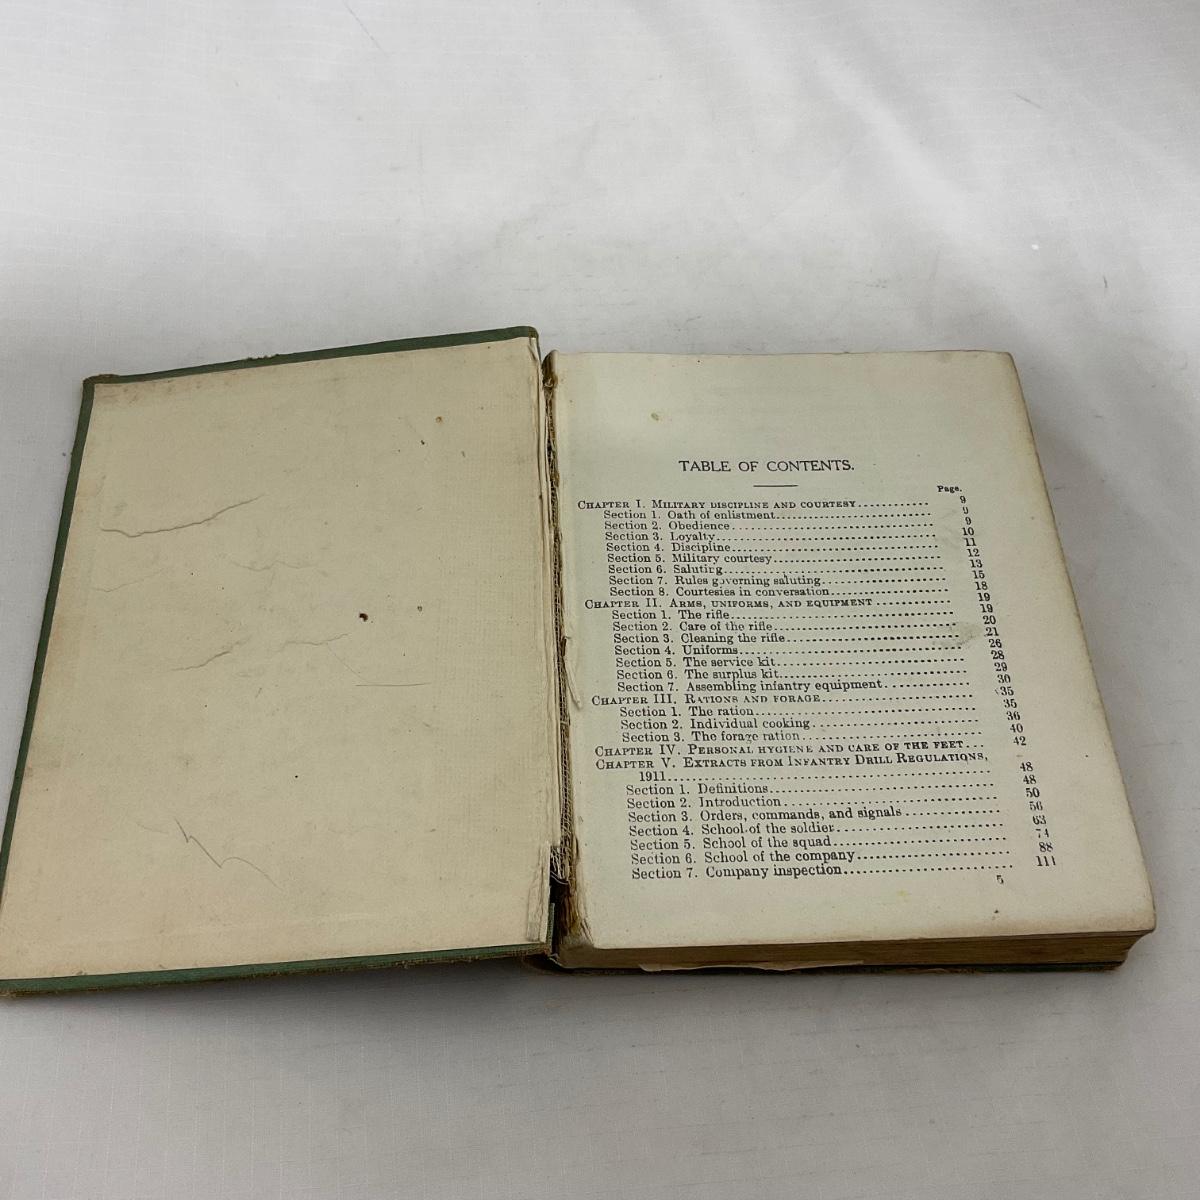 TABLE OF CONTENTS.
Page.
CHAPTER I. MILITARY DISCIPLINE AND COURTESY........... 9
Section 1. Oath of enlistment........................ 9
Section 2. Obedience................................ 9
Section 3. Loyalty.................................. 10
Section 4. Discipline................................ 11
Section 5. Military courtesy......................... 12
Section 6. Saluting.................................. 13
Section 7. Rules governing saluting.................. 15
Section 8. Courtesies in conversation................ 18
CHAPTER II. ARMS, UNIFORMS, AND EQUIPMENT............ 19
Section 1. The rifle................................. 19
Section 2. Care of the rifle......................... 20
Section 3. Cleaning the rifle........................ 21
Section 4. Uniforms.................................. 26
Section 5. The service kit........................... 28
Section 6. The surplus kit........................... 29
Section 7. Assembling infantry equipment............. 30
CHAPTER III. RATIONS AND FORAGE...................... 35
Section 1. The ration................................ 35
Section 2. Individual cooking........................ 36
Section 3. The forage ration......................... 40
CHAPTER IV. PERSONAL HYGIENE AND CARE OF THE FEET... 42
CHAPTER V. EXTRACTS FROM INFANTRY DRILL REGULATIONS,
1911................................................. 48
Section 1. Definitions............................... 48
Section 2. Introduction.............................. 50
Section 3. Orders, commands, and signals............. 56
Section 4. School of the soldier..................... 63
Section 5. School of the squad....................... 74
Section 6. School of the company..................... 88
Section 7. Company inspection........................ 111
5